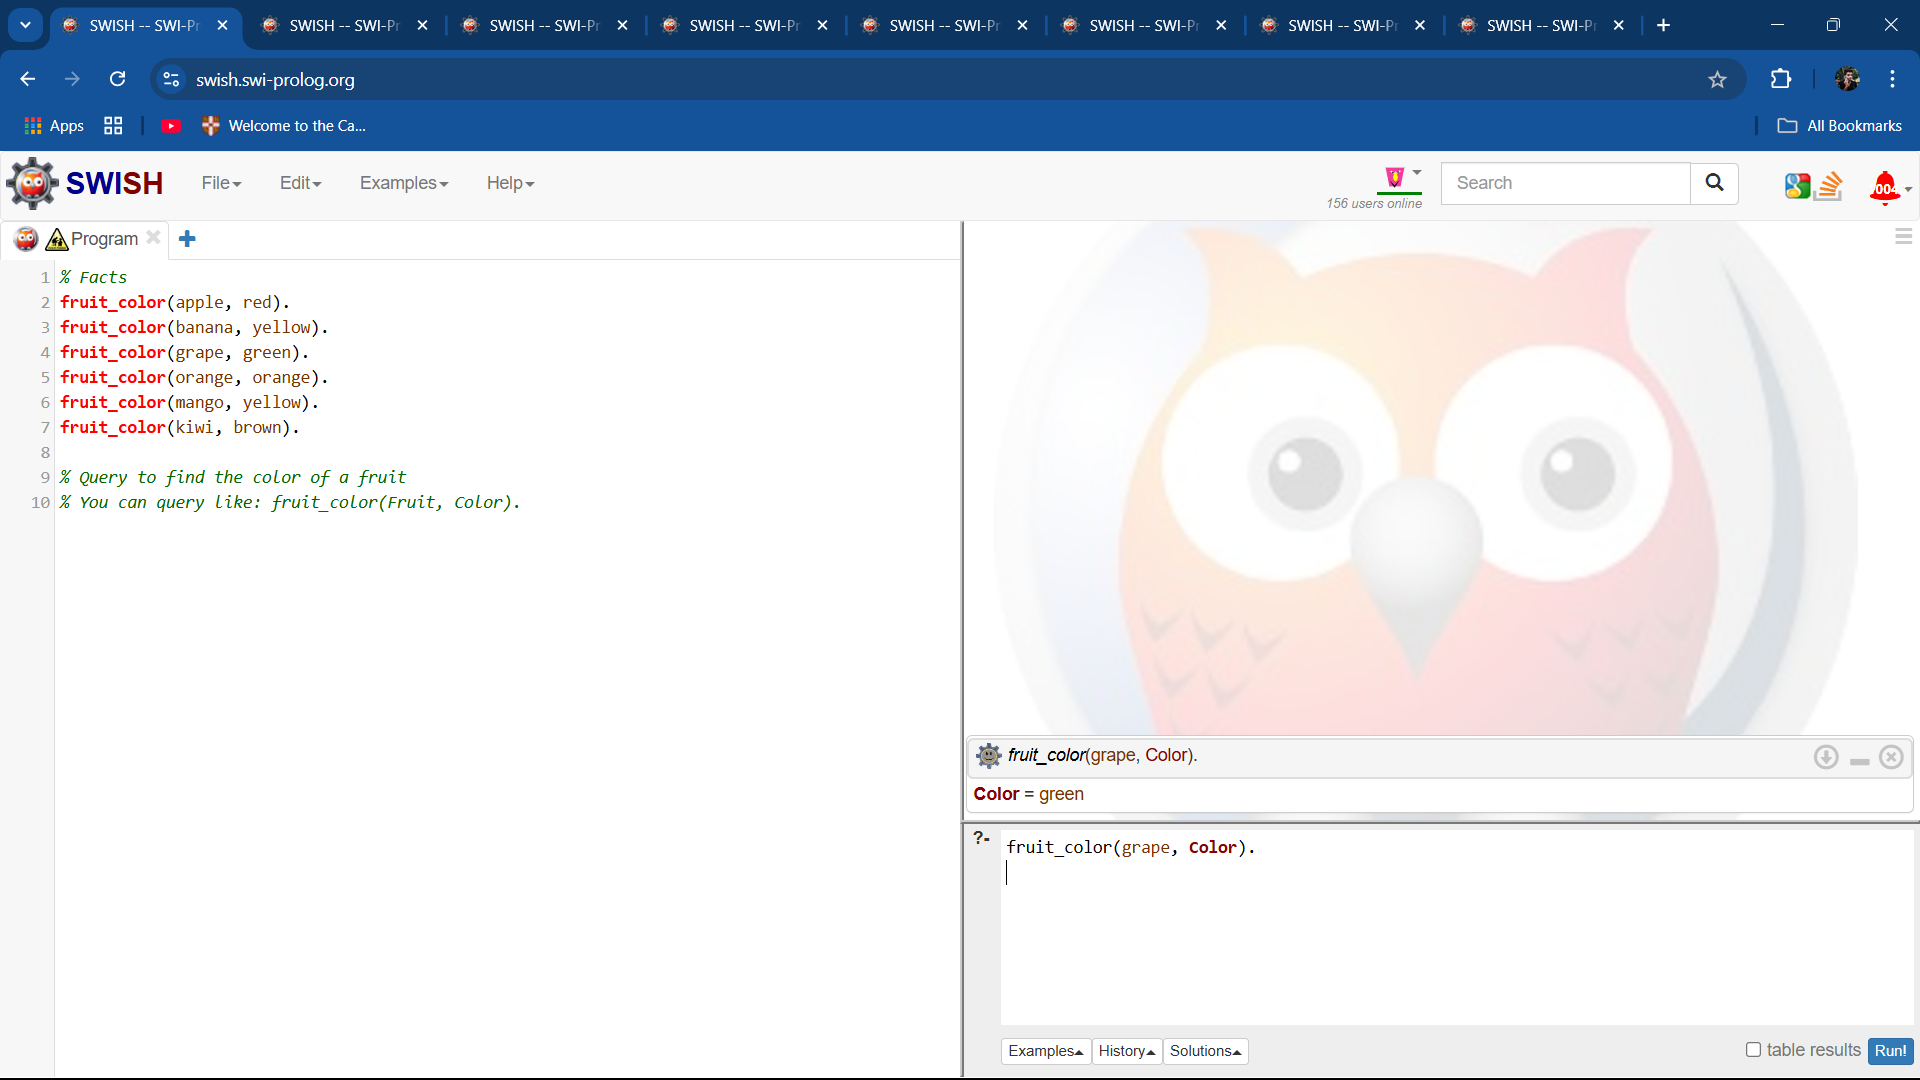 SWISH -- SWI-Pr
SWISH -- SWI-Pr
SWISH -- SWI-Pr
SWISH -- SWI-Pr
SWISH -- SWI-Pr
SWISH -- SWI-Pr
SWISH -- SWI-Pr
SWISH -- SWI-Pr
swish.swi-prolog.org
Apps
Welcome to the Ca...
All Bookmarks
SWISH
File
Edit
Examples
Help
156 users online
Search
Program
1 % Facts
2 fruit_color(apple, red).
3 fruit_color(banana, yellow).
4 fruit_color(grape, green).
5 fruit_color(orange, orange).
6 fruit_color(mango, yellow).
7 fruit_color(kiwi, brown).
8
9 % Query to find the color of a fruit
10 % You can query like: fruit_color(Fruit, Color).
fruit_color(grape, Color).
Color = green
?- fruit_color(grape, Color).
Examples
History
Solutions
table results
Run!